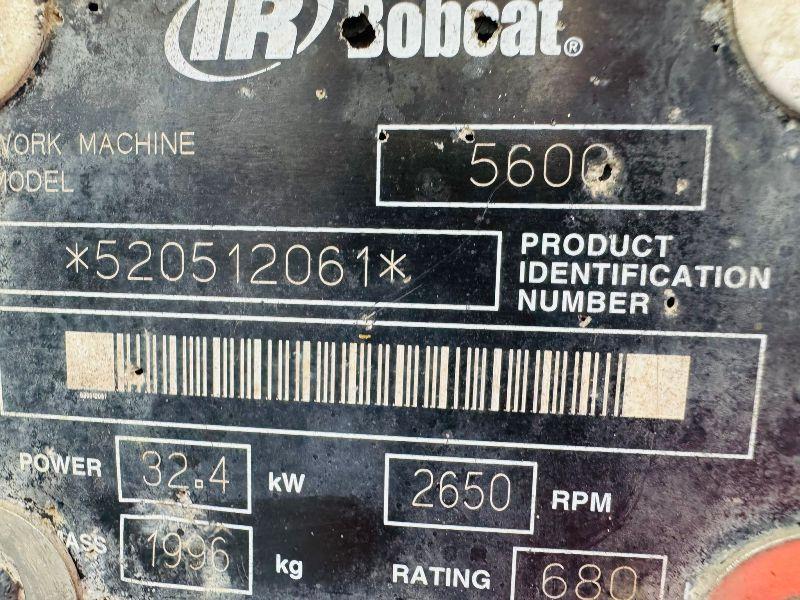 IR Bobcat®
WORK MACHINE
MODEL
5600
*520512061*
PRODUCT
IDENTIFICATION
NUMBER
POWER 32.4 kW 2650 RPM
MASS 1996 kg RATING 680